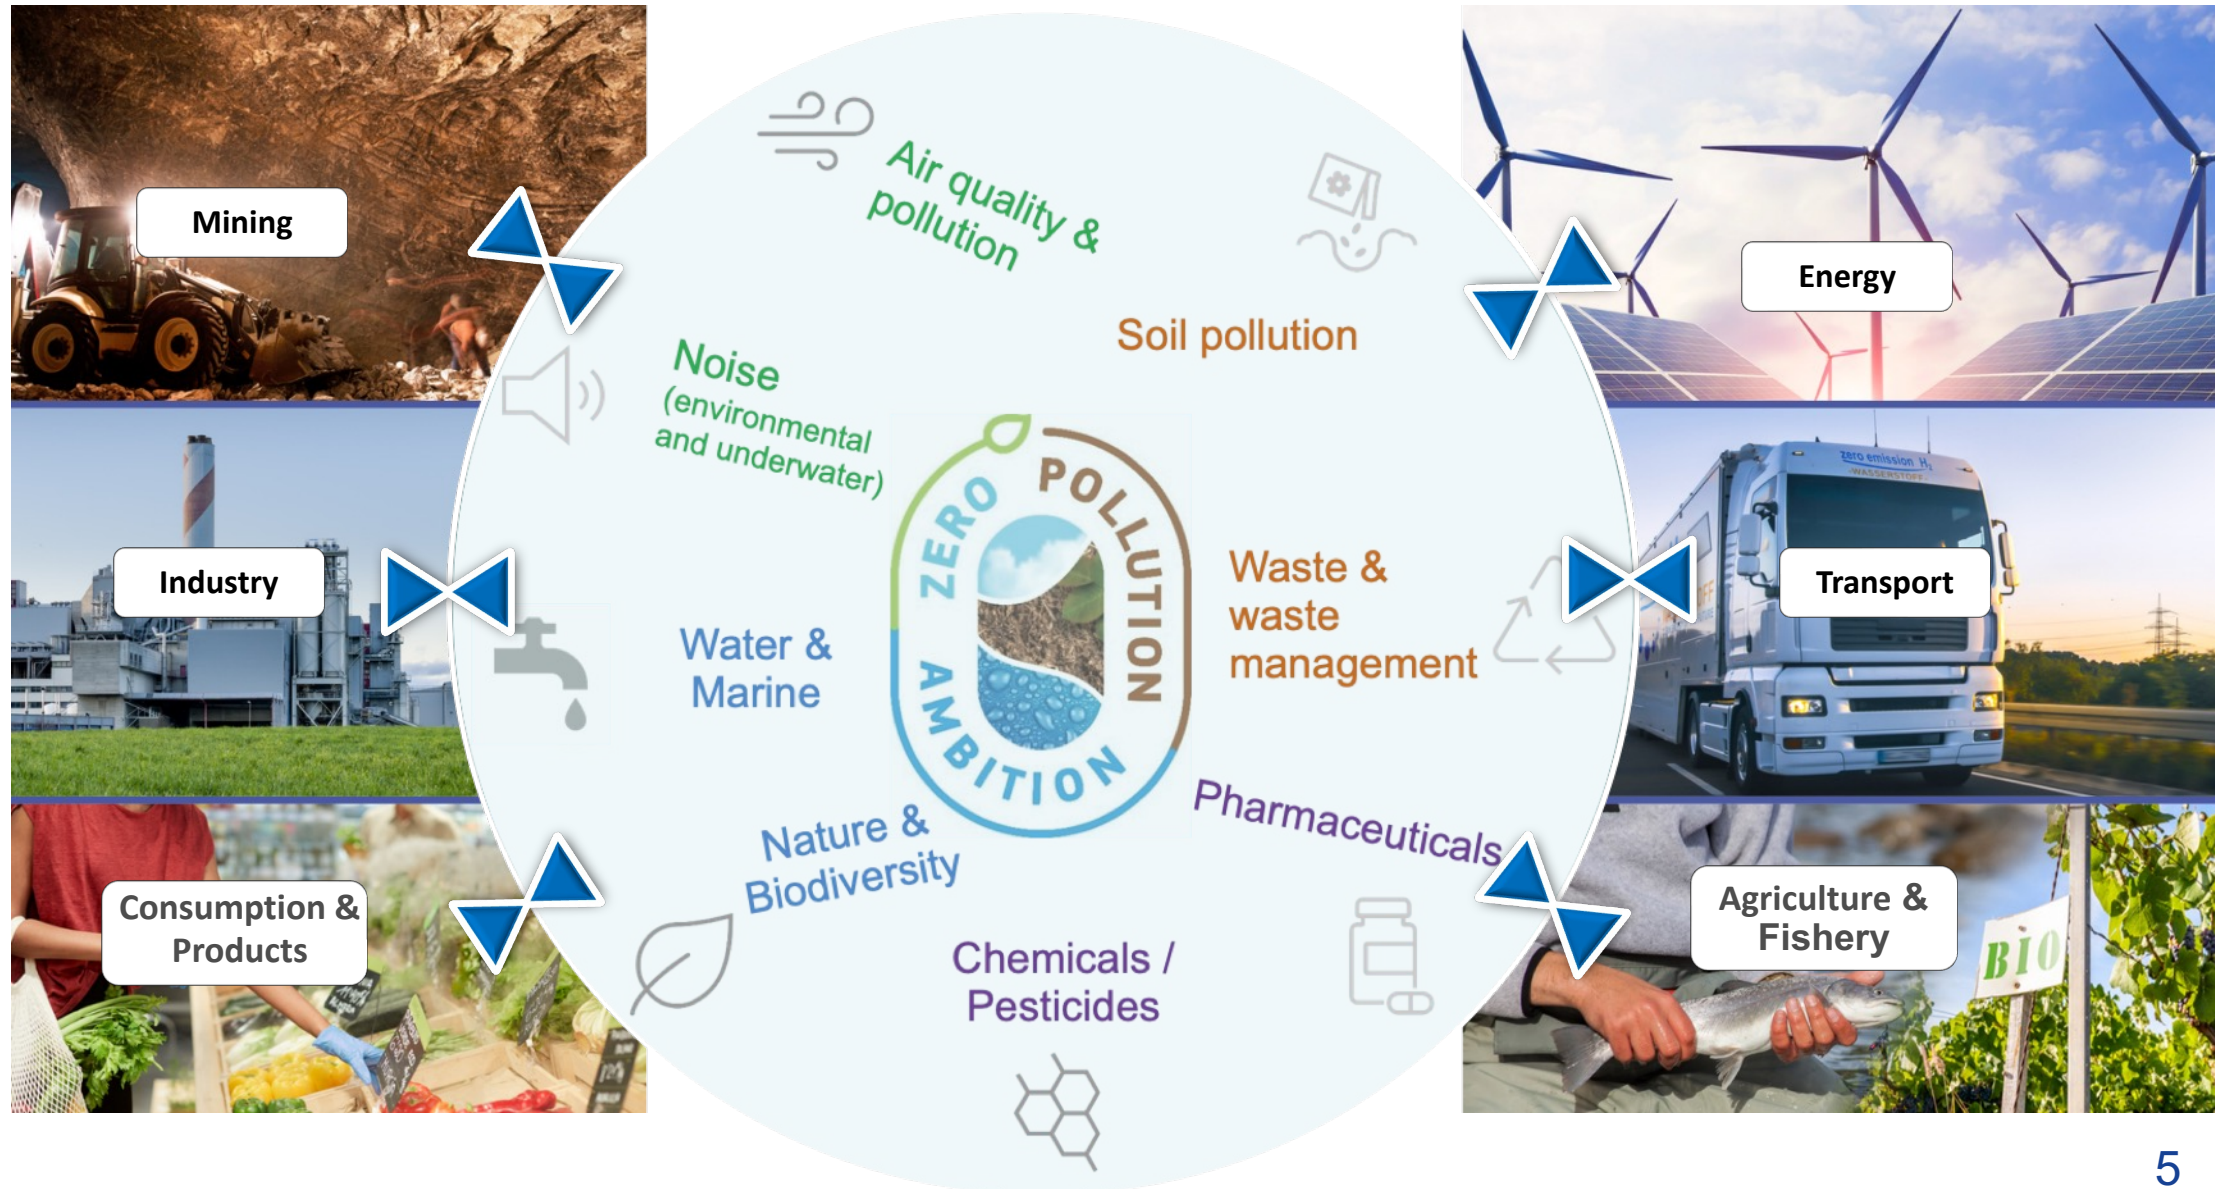 Mining
Industry
Consumption &
Products
Air quality &
pollution
Soil pollution
Noise
(environmental
and underwater)
ZERO
POLLUTION
AMBITION
Waste &
waste
management
Water &
Marine
Nature &
Biodiversity
Pharmaceuticals
Chemicals /
Pesticides
Energy
zero emission H₂
-WASSERSTOFF-
Transport
Agriculture &
Fishery
BIO
5